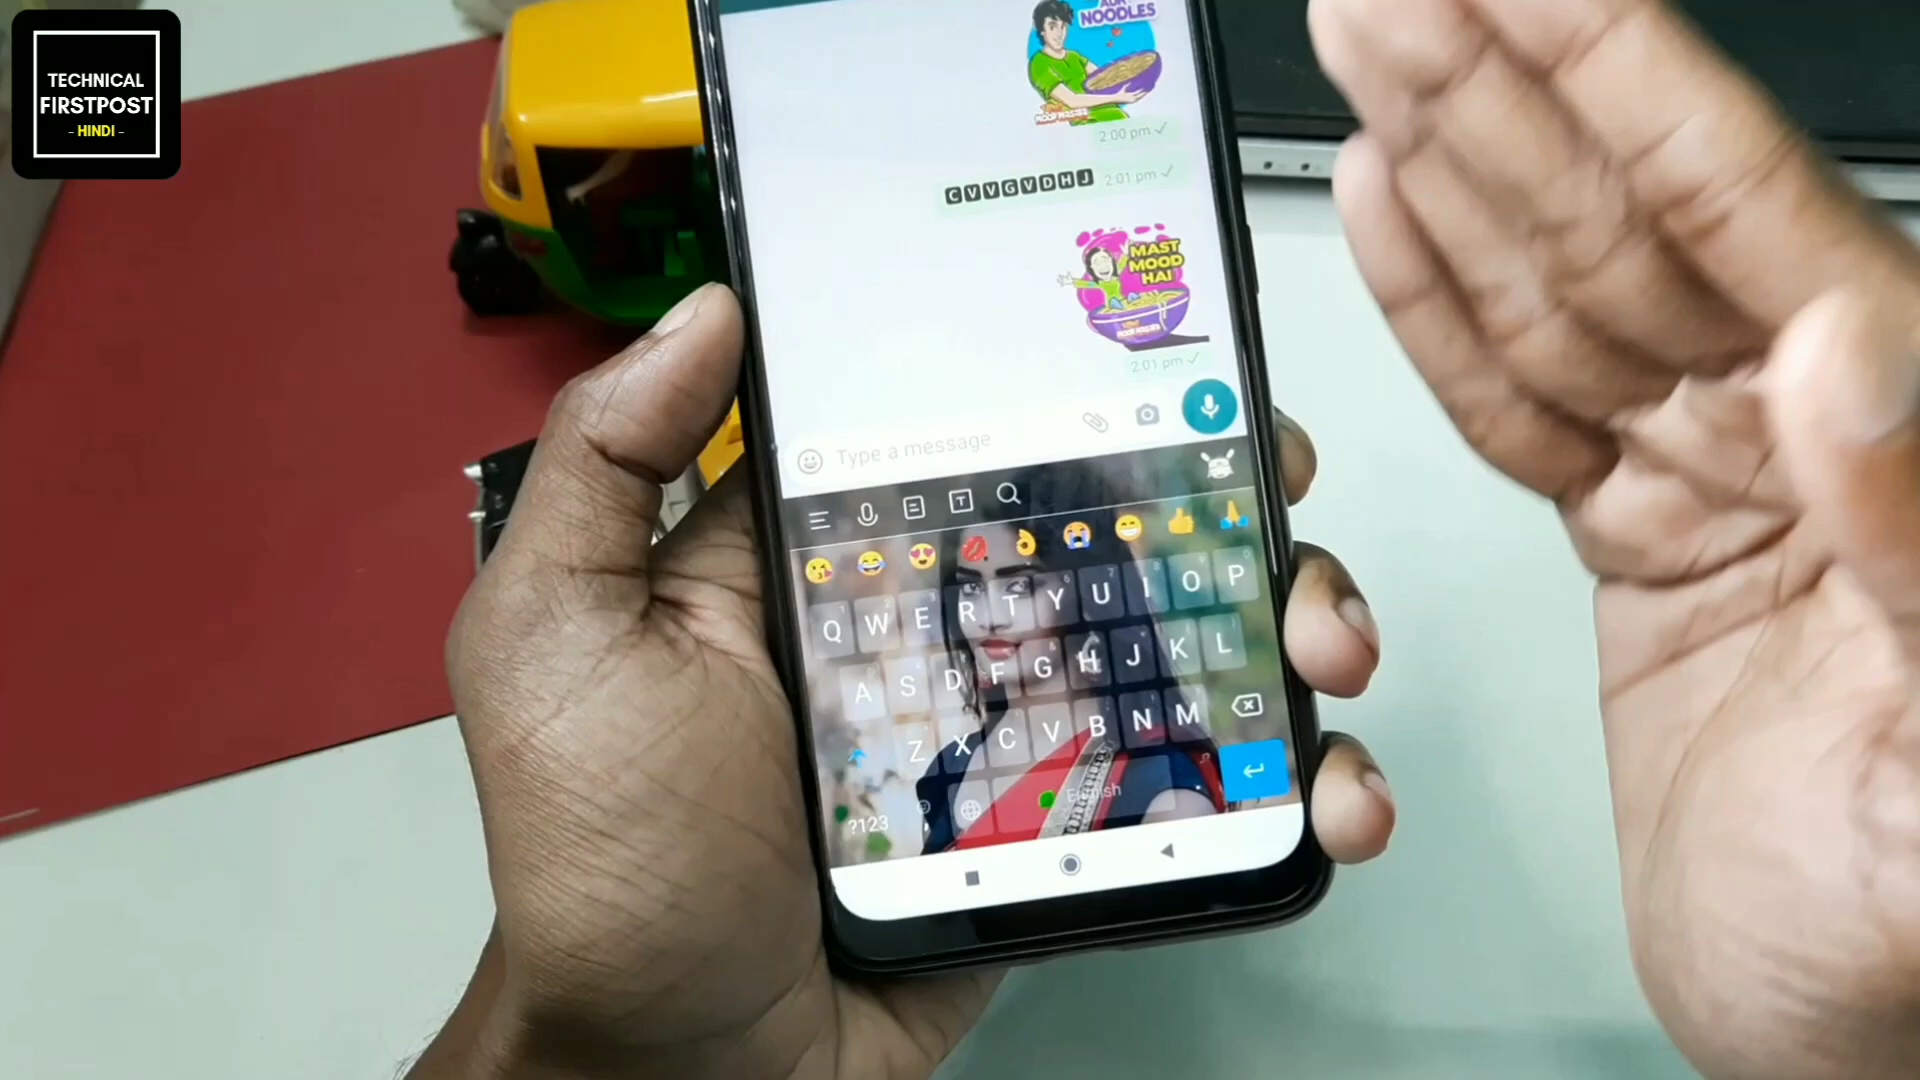 TECHNICAL
FIRSTPOST
- HINDI -
AUR
NOODLES
2:00 pm
CVVGVDHJ 2:01 pm
MAST
MOOD
HAI
2:01 pm
Type a message
Q W E R T Y U I O P
A S D F G H J K L
Z X C V B N M
?123 English